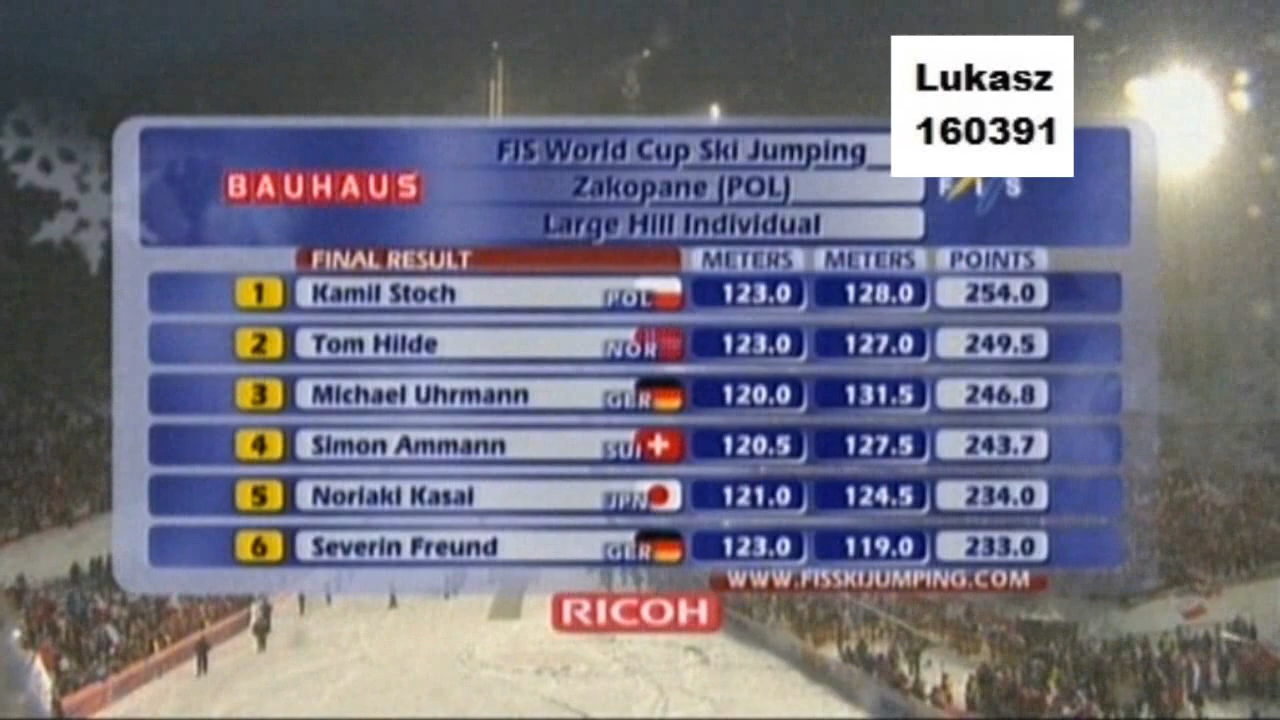 Lukasz
160391
FIS World Cup Ski Jumping
BAUHAUS
Zakopane (POL)
FIS
Large Hill Individual
FINAL RESULT METERS METERS POINTS
1 Kamil Stoch POL 123.0 128.0 254.0
2 Tom Hilde NOR 123.0 127.0 249.5
3 Michael Uhrmann GER 120.0 131.5 246.8
4 Simon Ammann SUI 120.5 127.5 243.7
5 Noriaki Kasai JPN 121.0 124.5 234.0
6 Severin Freund GER 123.0 119.0 233.0
WWW.FISSKIJUMPING.COM
RICOH